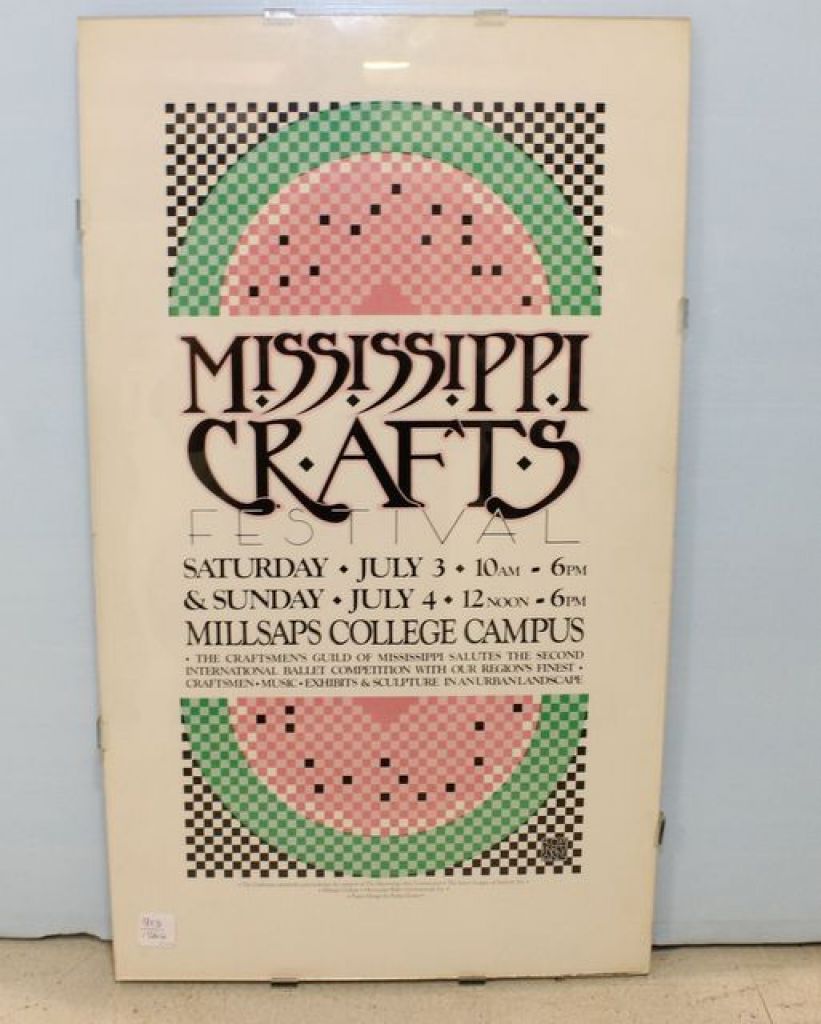 MISSISSIPPI
CRAFTS
FESTIVAL
SATURDAY • JULY 3 • 10AM - 6PM
& SUNDAY • JULY 4 • 12 NOON - 6PM
MILLSAPS COLLEGE CAMPUS
• THE CRAFTSMEN'S GUILD OF MISSISSIPPI SALUTES THE SECOND
INTERNATIONAL BALLET COMPETITION WITH OUR REGION'S FINEST •
CRAFTSMEN • MUSIC • EXHIBITS & SCULPTURE IN AN URBAN LANDSCAPE